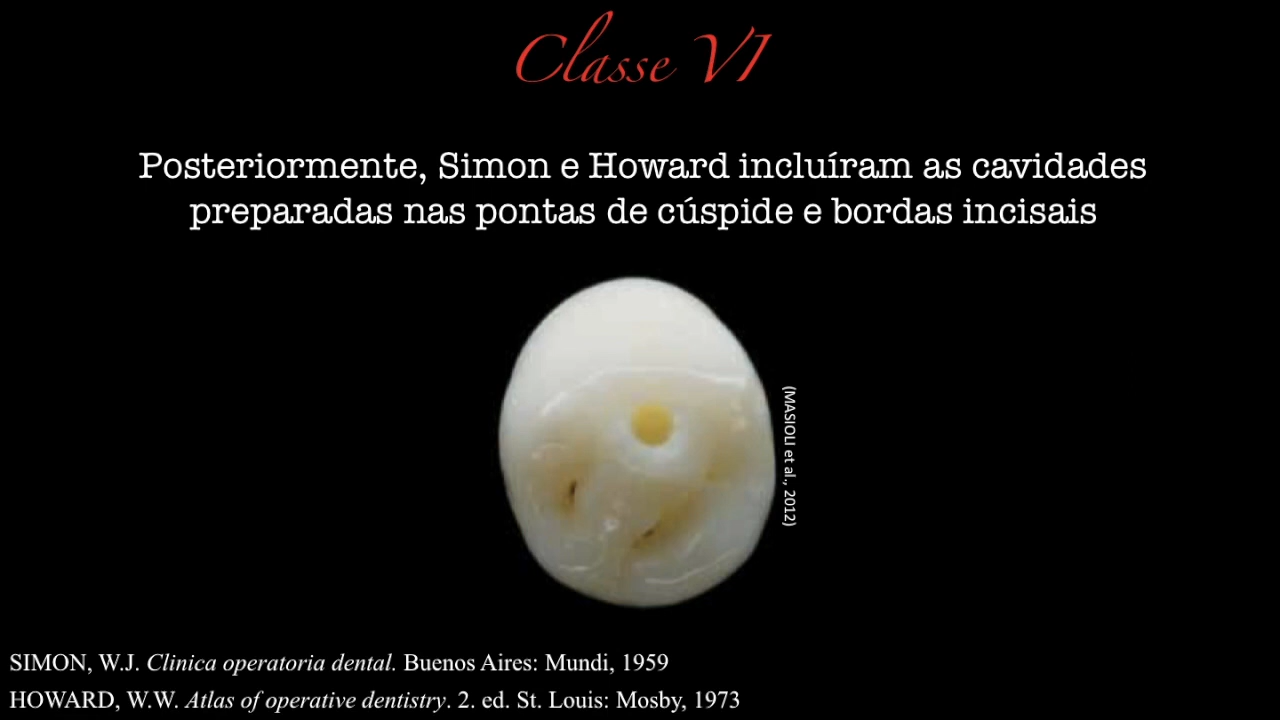 Classe VI
Posteriormente, Simon e Howard incluíram as cavidades
preparadas nas pontas de cúspide e bordas incisais
(MASIOLI et al., 2012)
SIMON, W.J. Clinica operatoria dental. Buenos Aires: Mundi, 1959
HOWARD, W.W. Atlas of operative dentistry. 2. ed. St. Louis: Mosby, 1973